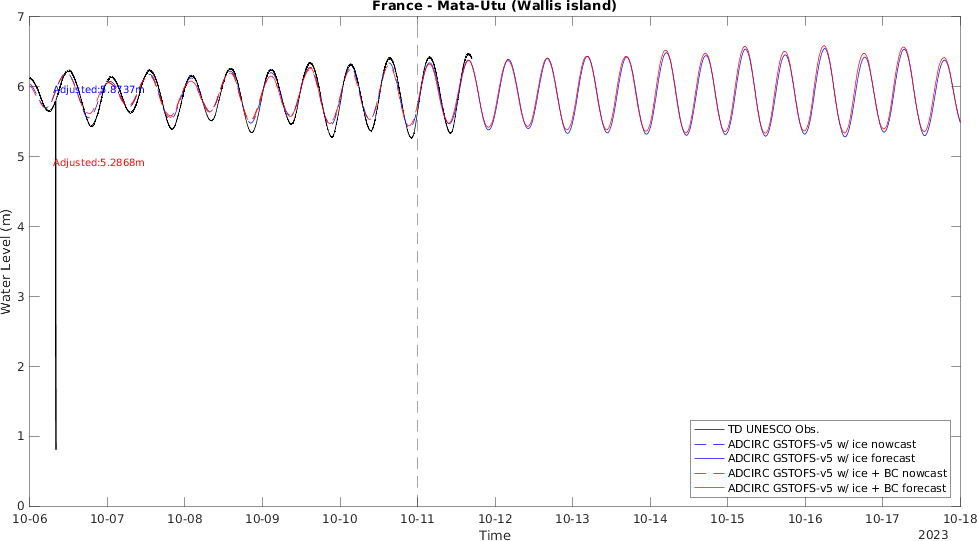 France - Mata-Utu (Wallis island)
7
6
5
4
3
2
1
0
Water Level (m)
Adjusted:5.8737m
Adjusted:5.2868m
TD UNESCO Obs.
ADCIRC GSTOFS-v5 w/ ice nowcast
ADCIRC GSTOFS-v5 w/ ice forecast
ADCIRC GSTOFS-v5 w/ ice + BC nowcast
ADCIRC GSTOFS-v5 w/ ice + BC forecast
10-06 10-07 10-08 10-09 10-10 10-11 10-12 10-13 10-14 10-15 10-16 10-17 10-18
Time
2023